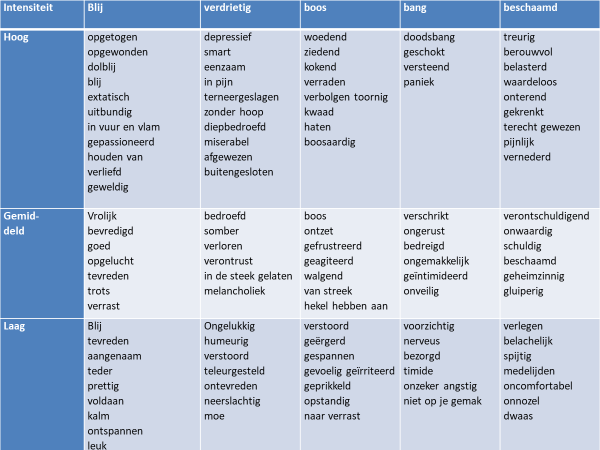 Intensiteit Blij verdrietig boos bang beschaamd
Hoog opgetogen depressief woedend doodsbang treurig
opgewonden smart ziedend geschokt berouwvol
dolblij eenzaam kokend versteend belasterd
blij in pijn verraden paniek waardeloos
extatisch terneergeslagen verbolgen toornig onterend
uitbundig zonder hoop kwaad gekrenkt
in vuur en vlam diepbedroefd haten terecht gewezen
gepassioneerd miserabel boosaardig pijnlijk
houden van afgewezen vernederd
verliefd buitengesloten
geweldig
Gemid- Vrolijk bedroefd boos verschrikt verontschuldigend
deld bevredigd somber ontzet ongerust onwaardig
goed verloren gefrustreerd bedreigd schuldig
opgelucht verontrust geagiteerd ongemakkelijk beschaamd
tevreden in de steek gelaten walgend geïntimideerd geheimzinnig
trots melancholiek van streek onveilig gluiperig
verrast hekel hebben aan
Laag Blij Ongelukkig verstoord voorzichtig verlegen
tevreden humeurig geërgerd nerveus belachelijk
aangenaam verstoord gespannen bezorgd spijtig
teder teleurgesteld gevoelig geïrriteerd timide medelijden
prettig ontevreden geprikkeld onzeker angstig oncomfortabel
voldaan neerslachtig opstandig niet op je gemak onnozel
kalm moe naar verrast dwaas
ontspannen
leuk